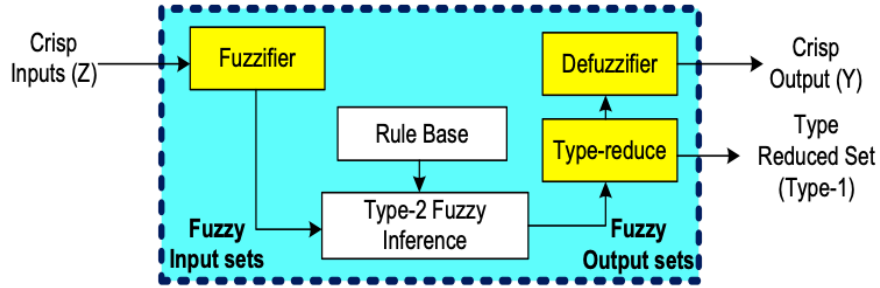 Crisp
Inputs (Z)
Fuzzifier
Defuzzifier
Crisp
Output (Y)
Rule Base
Type-reduce
Type
Reduced Set
(Type-1)
Type-2 Fuzzy
Inference
Fuzzy
Input sets
Fuzzy
Output sets